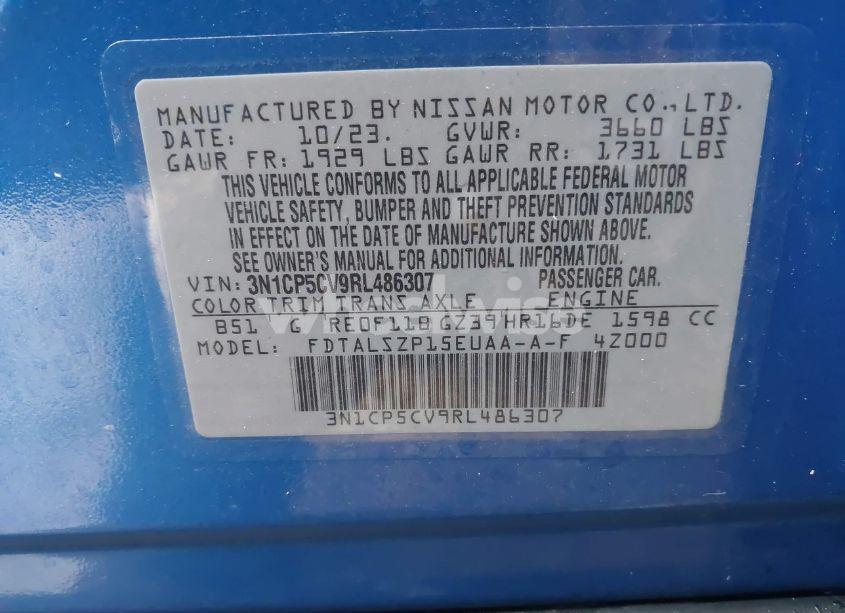 MANUFACTURED BY NISSAN MOTOR CO.,LTD.
DATE: 10/23. GVWR: 3660 LBS
GAWR FR: 1929 LBS GAWR RR: 1731 LBS
THIS VEHICLE CONFORMS TO ALL APPLICABLE FEDERAL MOTOR
VEHICLE SAFETY, BUMPER AND THEFT PREVENTION STANDARDS
IN EFFECT ON THE DATE OF MANUFACTURE SHOWN ABOVE.
SEE OWNER'S MANUAL FOR ADDITIONAL INFORMATION.
VIN: 3N1CP5CV9RL486307 PASSENGER CAR.
COLOR TRIM TRANS AXLE ENGINE
B51 G RE0F11B GZ39 HR16DE 1598 CC
MODEL: FDTALSZP15EUAA-A-F 4Z000
3N1CP5CV9RL486307